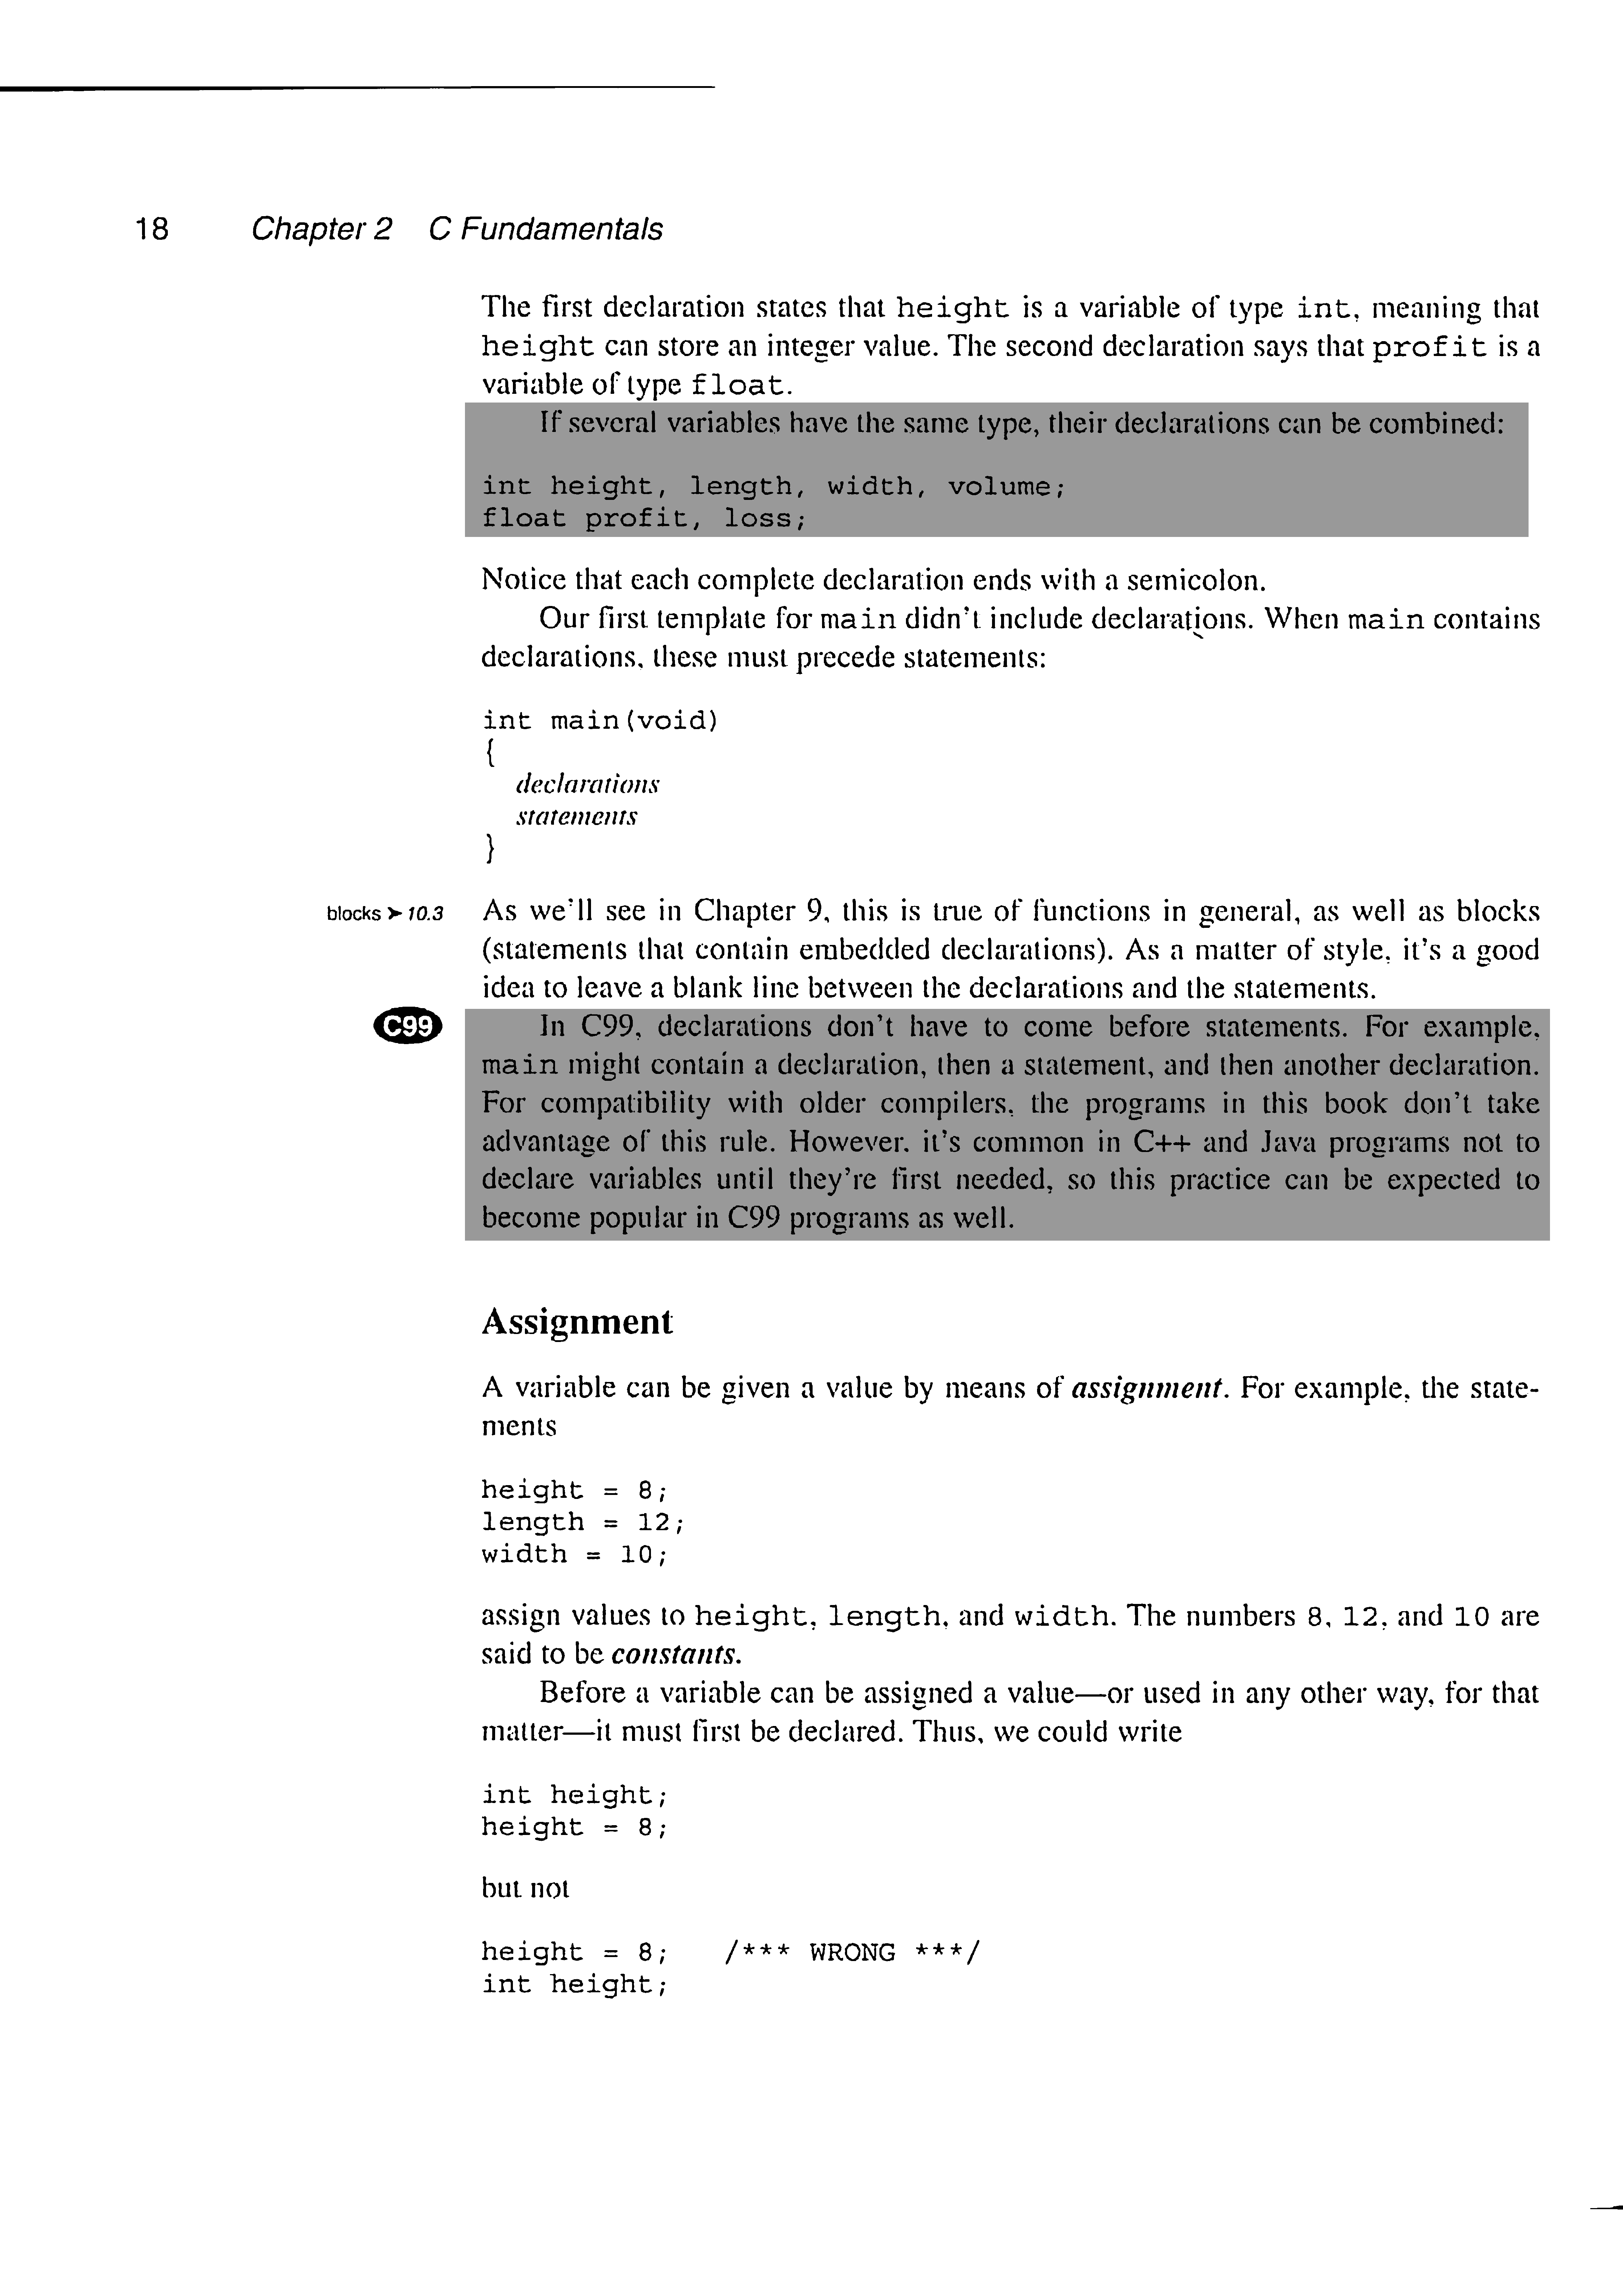 18 Chapter 2 C Fundamentals
The first declaration states that height is a variable of type int, meaning that
height can store an integer value. The second declaration says that profit is a
variable of type float.
If several variables have the same type, their declarations can be combined:
int height, length, width, volume;
float profit, loss;
Notice that each complete declaration ends with a semicolon.
Our first template for main didn't include declarations. When main contains
declarations, these must precede statements:
int main(void)
{
declarations
statements
}
blocks ➤ 10.3 As we'll see in Chapter 9, this is true of functions in general, as well as blocks
(statements that contain embedded declarations). As a matter of style, it's a good
idea to leave a blank line between the declarations and the statements.
C99 In C99, declarations don't have to come before statements. For example,
main might contain a declaration, then a statement, and then another declaration.
For compatibility with older compilers, the programs in this book don't take
advantage of this rule. However, it's common in C++ and Java programs not to
declare variables until they're first needed, so this practice can be expected to
become popular in C99 programs as well.
Assignment
A variable can be given a value by means of assignment. For example, the state-
ments
height = 8;
length = 12;
width = 10;
assign values to height, length, and width. The numbers 8, 12, and 10 are
said to be constants.
Before a variable can be assigned a value—or used in any other way, for that
matter—it must first be declared. Thus, we could write
int height;
height = 8;
but not
height = 8; /*** WRONG ***/
int height;